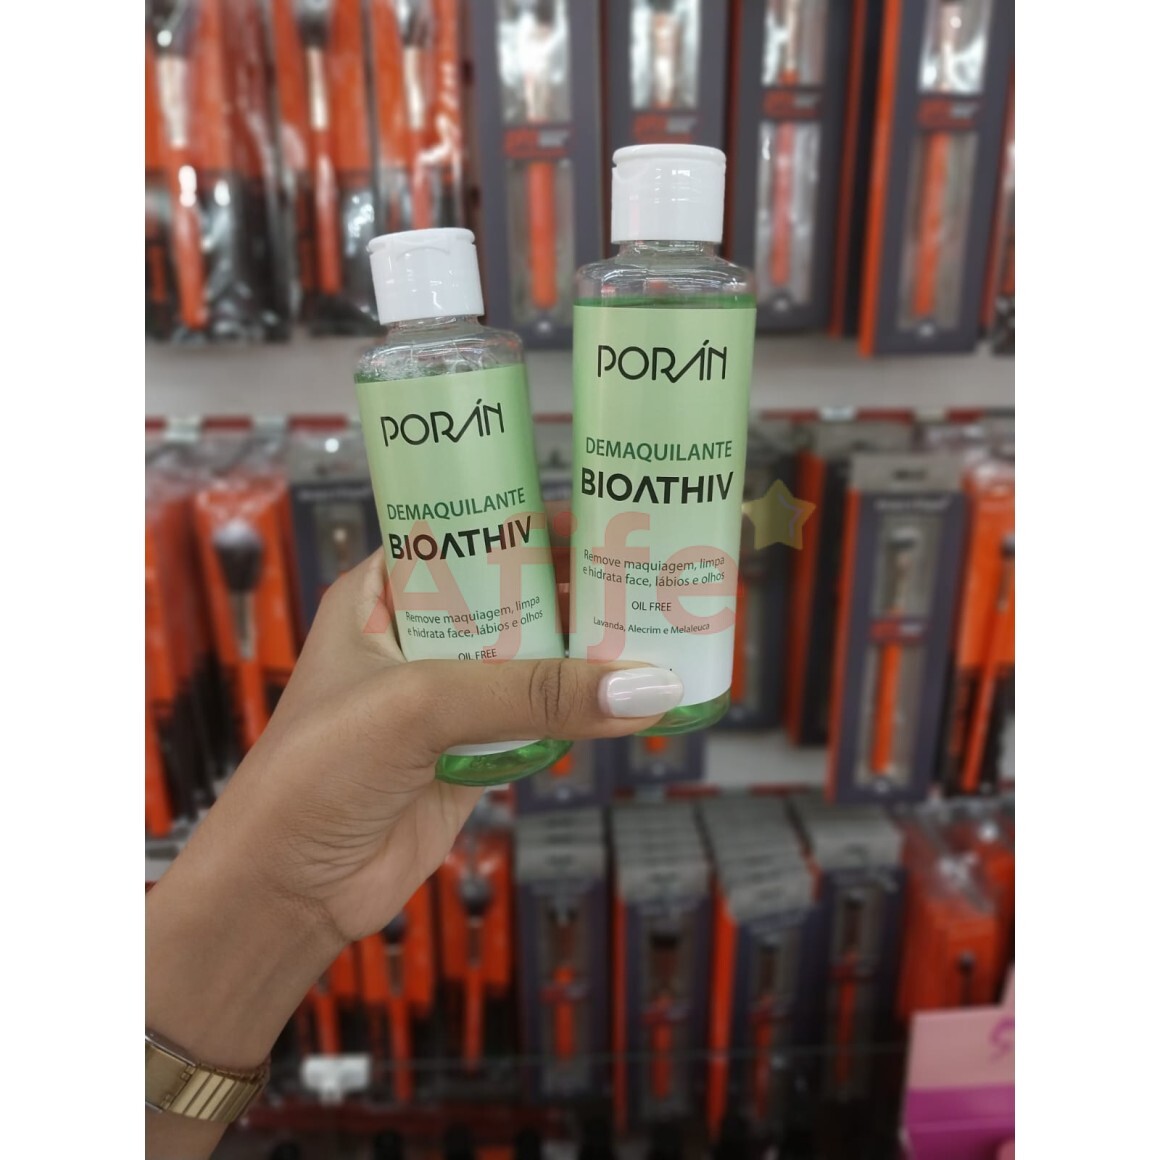 PORÁN
DEMAQUILANTE
BIOATHIV
Remove maquiagem, limpa
e hidrata face, lábios e olhos
OIL FREE
PORÁN
DEMAQUILANTE
BIOATHIV
Remove maquiagem, limpa
e hidrata face, lábios e olhos
OIL FREE
Lavanda, Alecrim e Melaleuca
Afife